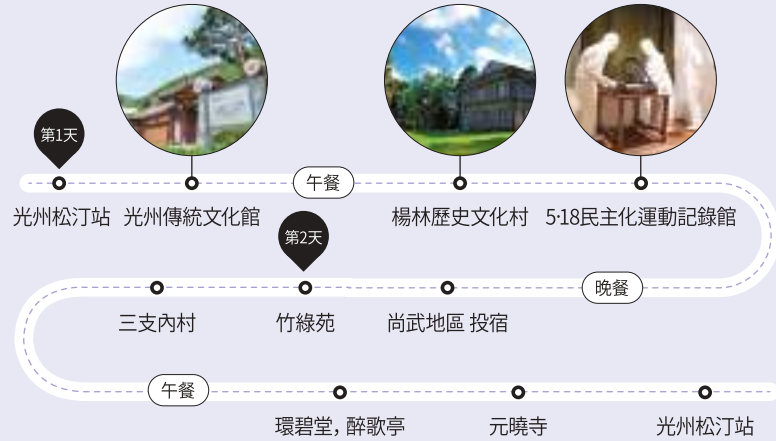 第1天
光州松汀站
光州傳統文化館
午餐
楊林歷史文化村
5·18民主化運動記錄館
晚餐
尚武地區 投宿
第2天
竹綠苑
三支內村
午餐
環碧堂, 醉歌亭
元曉寺
光州松汀站